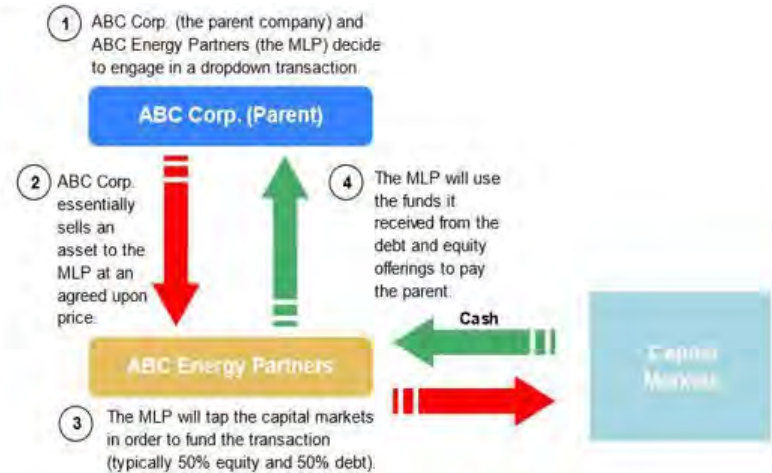 1
ABC Corp. (the parent company) and
ABC Energy Partners (the MLP) decide
to engage in a dropdown transaction
ABC Corp. (Parent)
2
ABC Corp.
essentially
sells an
asset to the
MLP at an
agreed upon
price.
4
The MLP will use
the funds it
received from the
debt and equity
offerings to pay
the parent.
Cash
Capital
Markets
ABC Energy Partners
3
The MLP will tap the capital markets
in order to fund the transaction
(typically 50% equity and 50% debt).